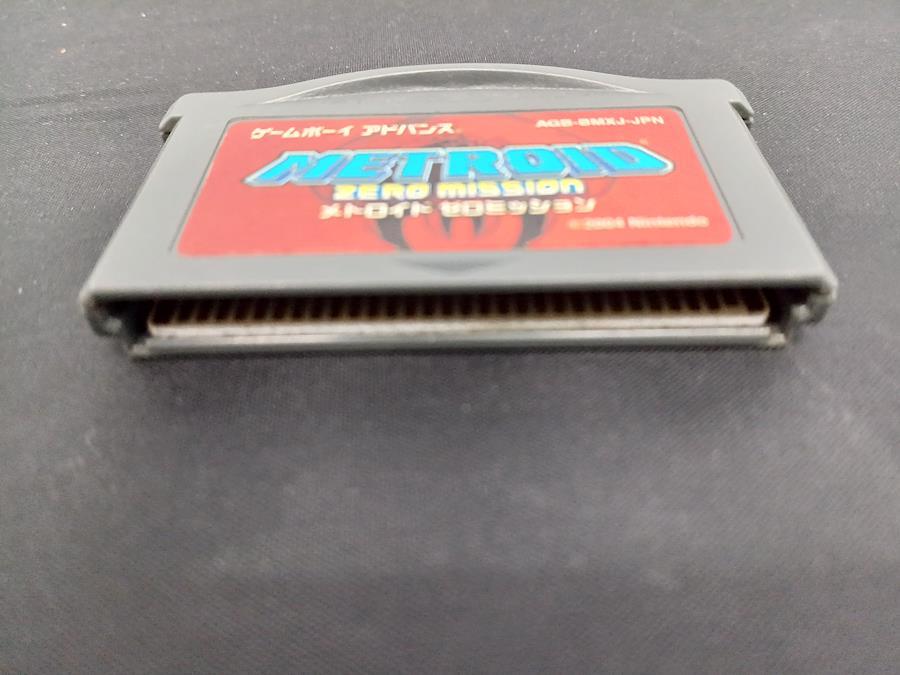 ゲームボーイ アドバンス
AGB-BMXJ-JPN
METROID
ZERO MISSION
メトロイド ゼロミッション
©2004 Nintendo